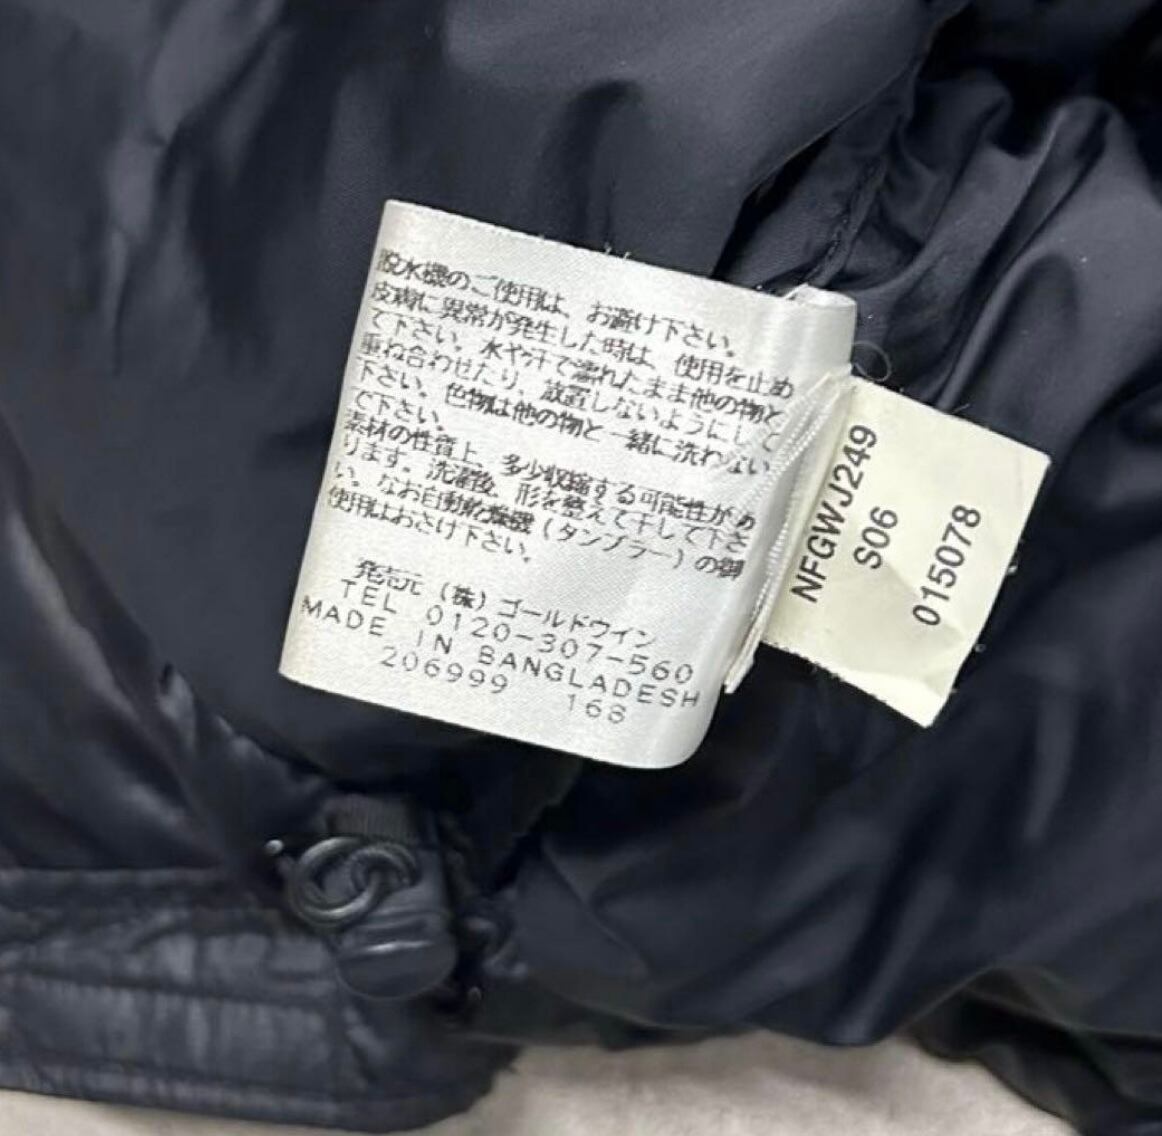 脱水機のご使用は、お避け下さい。
皮膚に異常が発生した時は、使用を止め
て下さい。水や汗で濡れたまま他の物と
重ね合わせたり、放置しないようにして
下さい。色物は他の物と一緒に洗わない
で下さい。
素材の性質上、多少収縮する可能性があ
ります。洗濯後、形を整えて干して下さ
い。なお自動乾燥機(タンブラー)の御
使用はおさけ下さい。
発売元(株)ゴールドウイン
TEL 0120-307-560
MADE IN BANGLADESH
206999 168
NFGWJ249
S06
015078